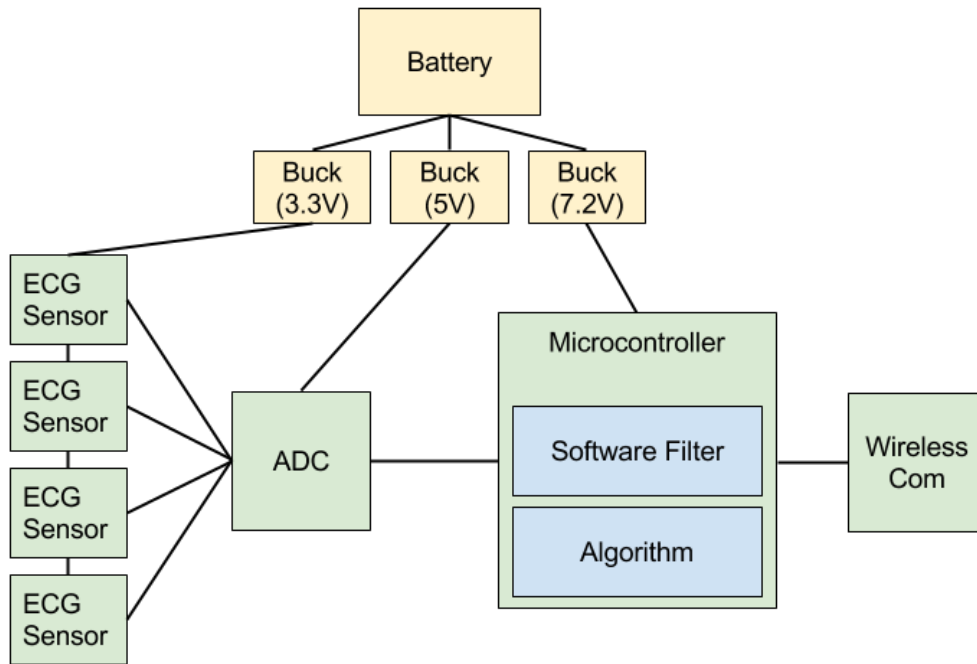 Battery
Buck
(3.3V)
Buck
(5V)
Buck
(7.2V)
ECG
Sensor
ECG
Sensor
ECG
Sensor
ECG
Sensor
ADC
Microcontroller
Software Filter
Algorithm
Wireless
Com